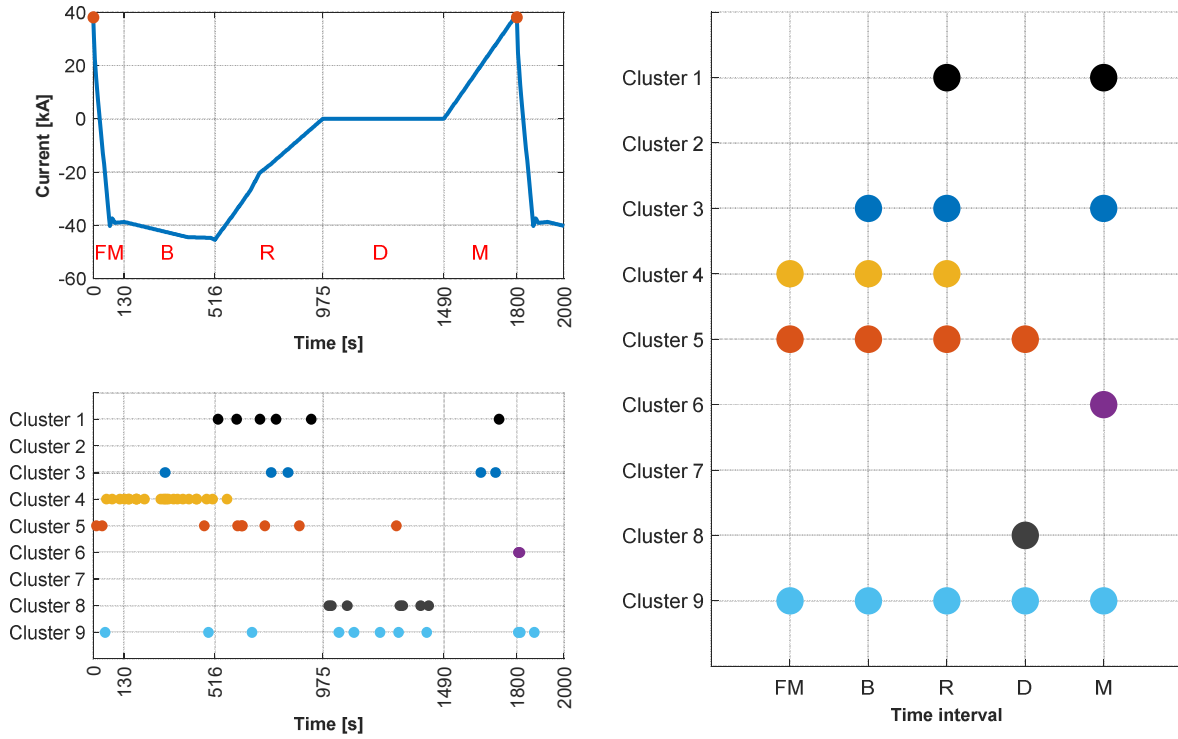 40
20
0
-20
-40
-60
Current [kA]
FM B R D M
0 130 516 975 1490 1800 2000
Time [s]
Cluster 1
Cluster 2
Cluster 3
Cluster 4
Cluster 5
Cluster 6
Cluster 7
Cluster 8
Cluster 9
0 130 516 975 1490 1800 2000
Time [s]
Cluster 1
Cluster 2
Cluster 3
Cluster 4
Cluster 5
Cluster 6
Cluster 7
Cluster 8
Cluster 9
FM B R D M
Time interval